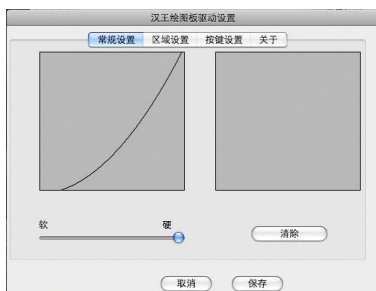 汉王绘图板驱动设置
常规设置 区域设置 按键设置 关于
软 硬
清除
取消 保存